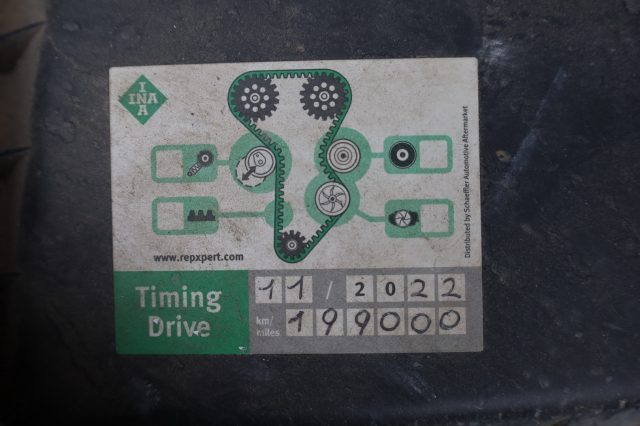 I
INA
A
Distributed by Schaeffler Automotive Aftermarket
www.repxpert.com
Timing
Drive
11 / 2022
km/
miles
199000